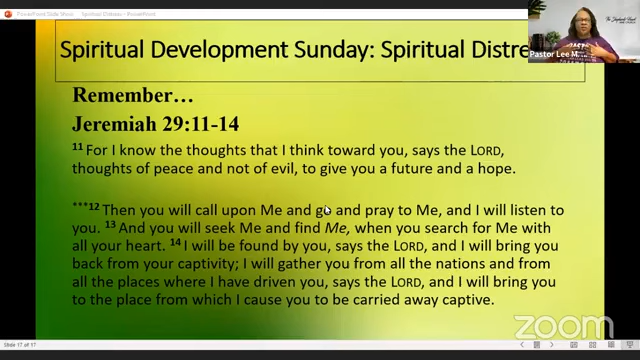 PowerPoint Slide Show
Spiritual Development Sunday: Spiritual Distre
Pastor Lee M...
Remember…
Jeremiah 29:11-14
11 For I know the thoughts that I think toward you, says the LORD,
thoughts of peace and not of evil, to give you a future and a hope.
***12 Then you will call upon Me and go and pray to Me, and I will listen to
you. 13 And you will seek Me and find Me, when you search for Me with
all your heart. 14 I will be found by you, says the LORD, and I will bring you
back from your captivity; I will gather you from all the nations and from
all the places where I have driven you, says the LORD, and I will bring you
to the place from which I cause you to be carried away captive.
zoom
Slide 17 of 17